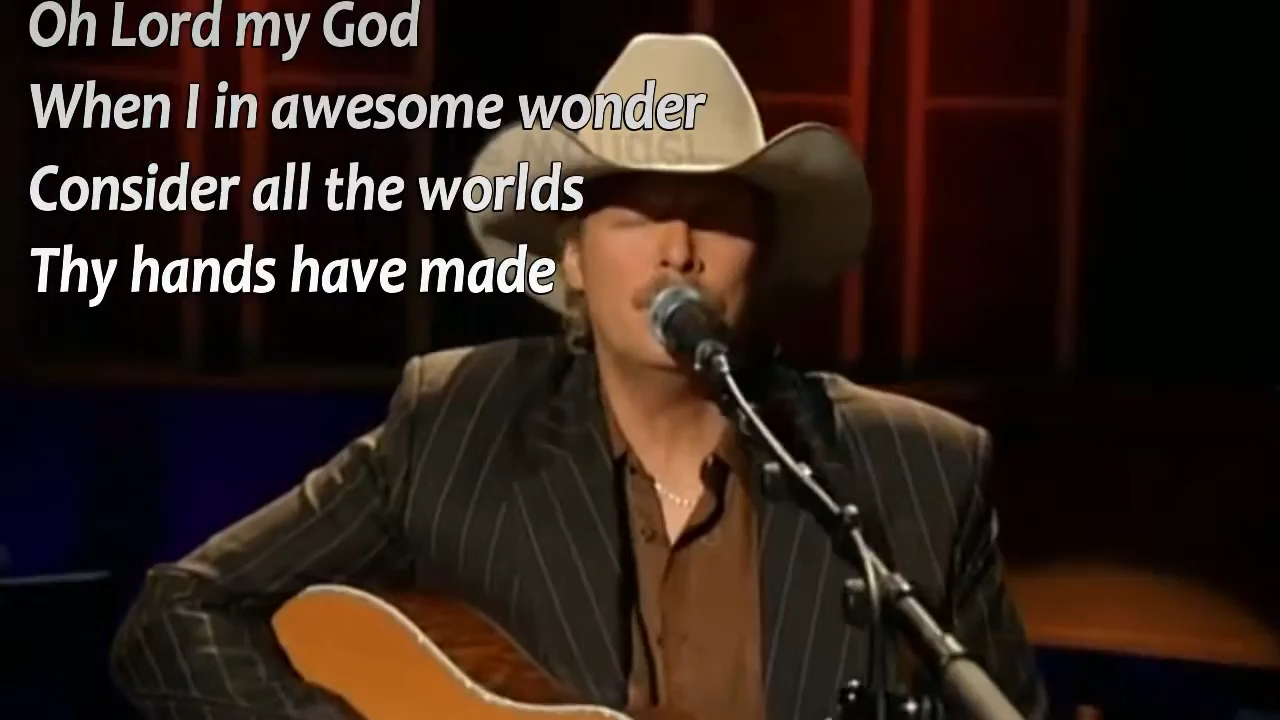 Oh Lord my God
When I in awesome wonder
Consider all the worlds
Thy hands have made